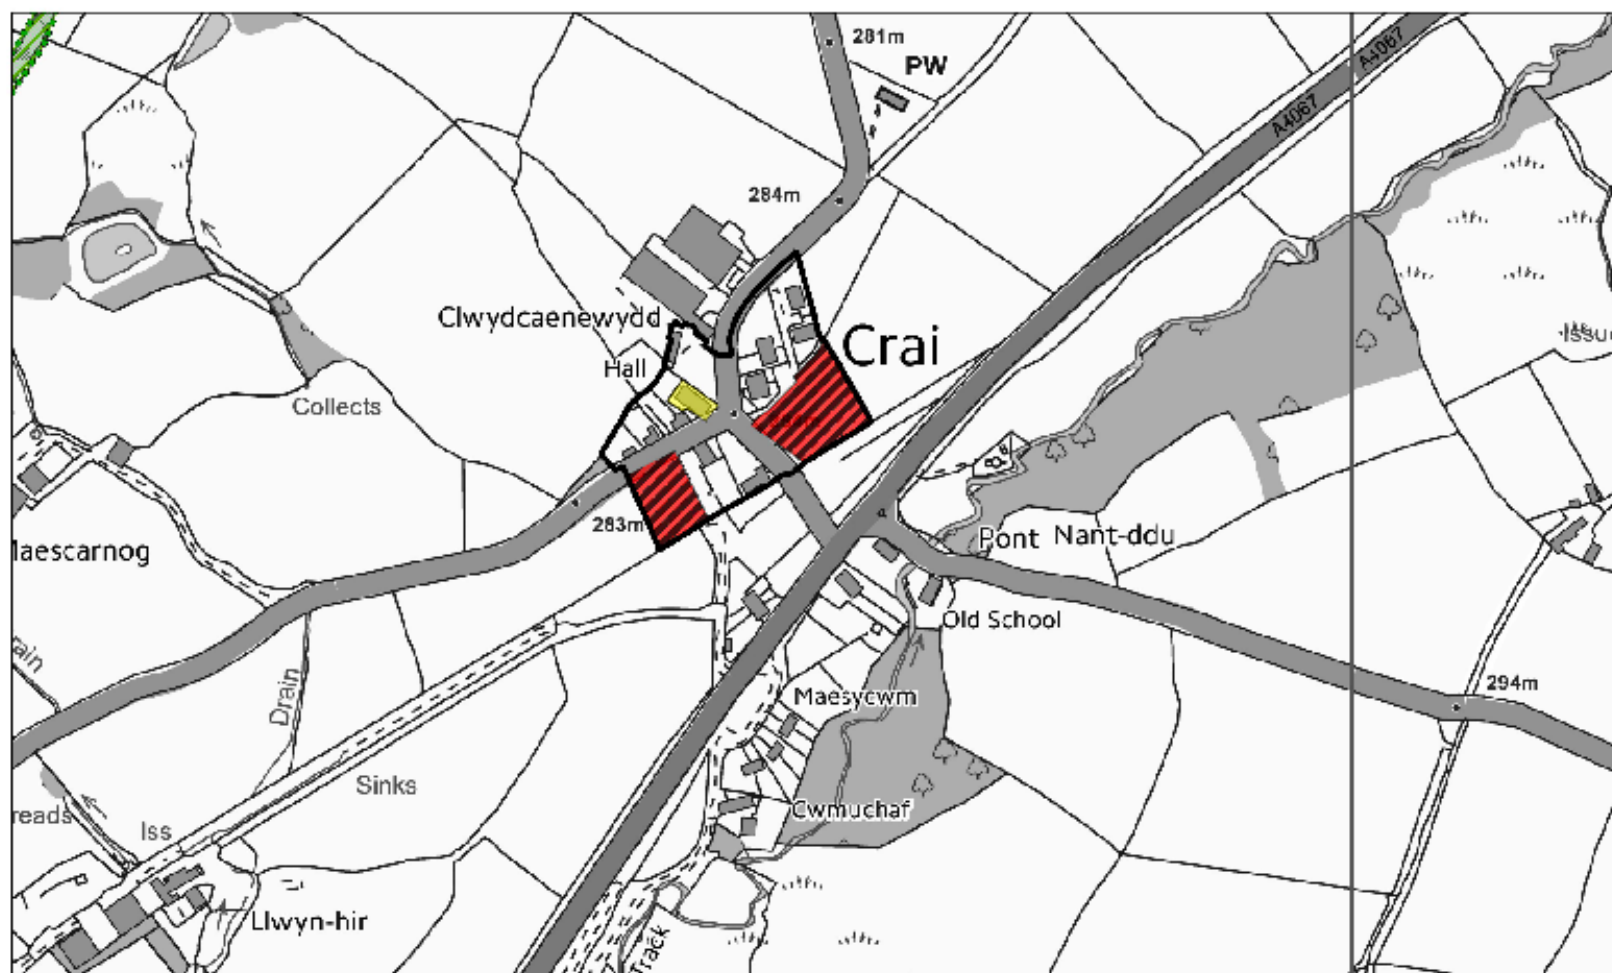 281m
PW
A4067
A4067
284m
Clwydcaenewydd
Crai
Hall
Collects
283m
Pont Nant-ddu
Maescarnog
Old School
Drain
Maesycwm
294m
Sinks
Cwmuchaf
reads
Iss
Llwyn-hir
Track